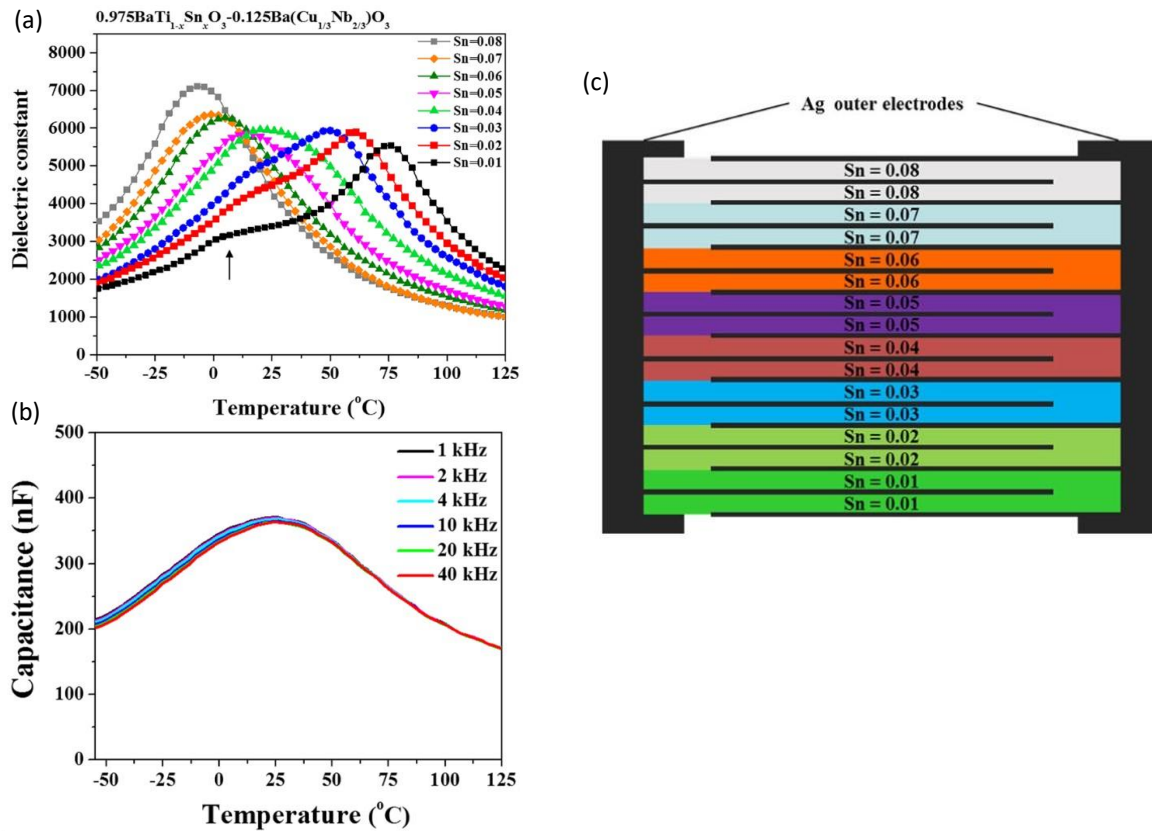 (a)
0.975BaTi1-xSnxO3-0.125Ba(Cu1/3Nb2/3)O3
8000
7000
6000
5000
4000
3000
2000
1000
0
Dielectric constant
Sn=0.08
Sn=0.07
Sn=0.06
Sn=0.05
Sn=0.04
Sn=0.03
Sn=0.02
Sn=0.01
-50 -25 0 25 50 75 100 125
Temperature (°C)
(b)
500
400
300
200
100
0
Capacitance (nF)
1 kHz
2 kHz
4 kHz
10 kHz
20 kHz
40 kHz
-50 -25 0 25 50 75 100 125
Temperature (°C)
(c)
Ag outer electrodes
Sn = 0.08
Sn = 0.08
Sn = 0.07
Sn = 0.07
Sn = 0.06
Sn = 0.06
Sn = 0.05
Sn = 0.05
Sn = 0.04
Sn = 0.04
Sn = 0.03
Sn = 0.03
Sn = 0.02
Sn = 0.02
Sn = 0.01
Sn = 0.01